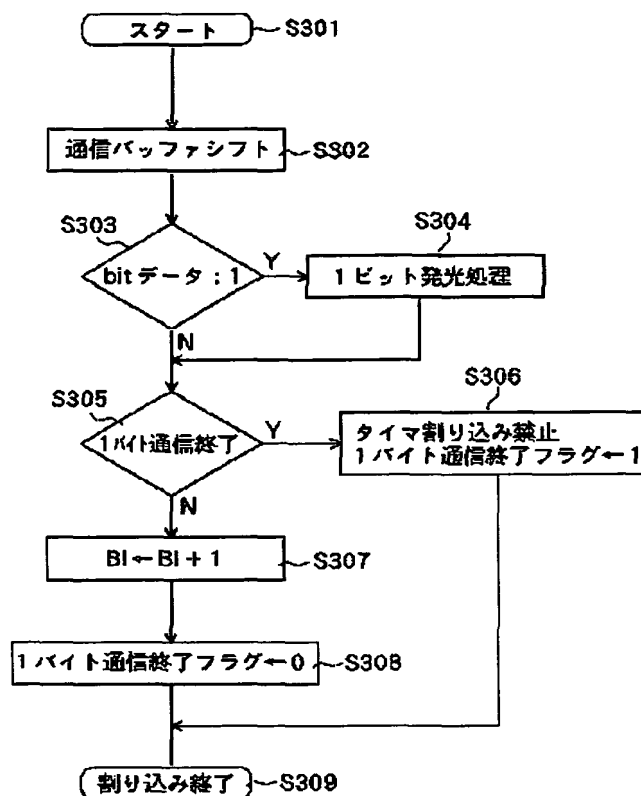 スタート
S301
通信バッファシフト
S302
S303
bitデータ:1
Y
N
S304
1ビット発光処理
S305
1バイト通信終了
Y
N
S306
タイマ割り込み禁止
1バイト通信終了フラグ←1
BI←BI+1
S307
1バイト通信終了フラグ←0
S308
割り込み終了
S309